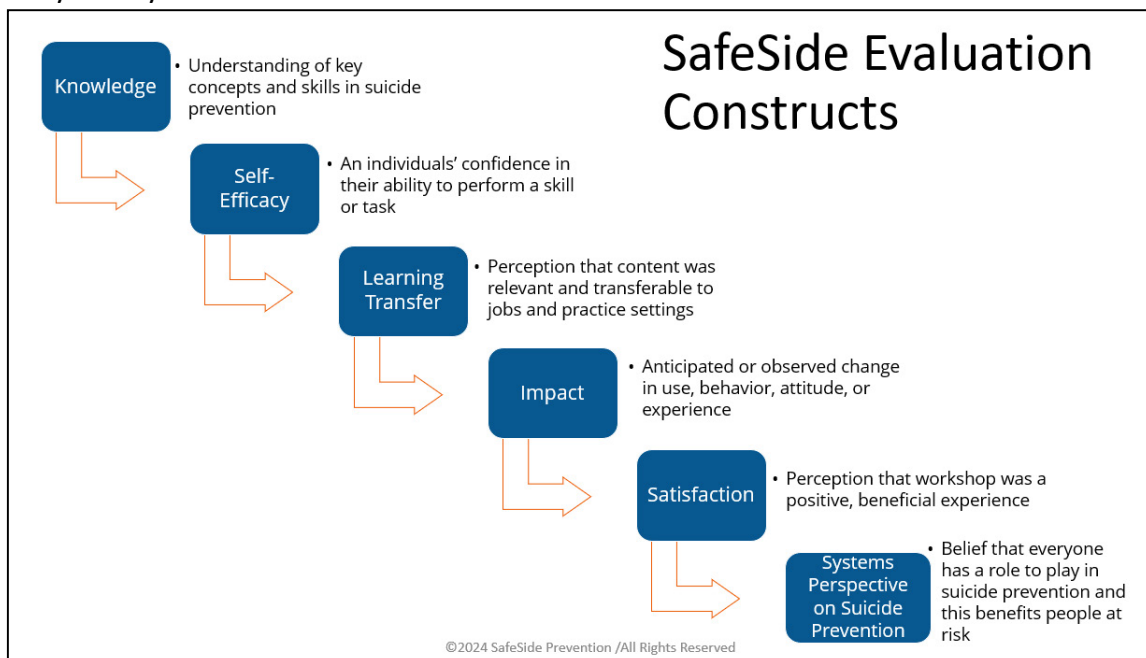 SafeSide Evaluation
Constructs
Knowledge
• Understanding of key
concepts and skills in suicide
prevention
Self-
Efficacy
• An individuals’ confidence in
their ability to perform a skill
or task
Learning
Transfer
• Perception that content was
relevant and transferable to
jobs and practice settings
Impact
• Anticipated or observed change
in use, behavior, attitude, or
experience
Satisfaction
• Perception that workshop was a
positive, beneficial experience
Systems
Perspective
on Suicide
Prevention
• Belief that everyone
has a role to play in
suicide prevention and
this benefits people at
risk
©2024 SafeSide Prevention /All Rights Reserved